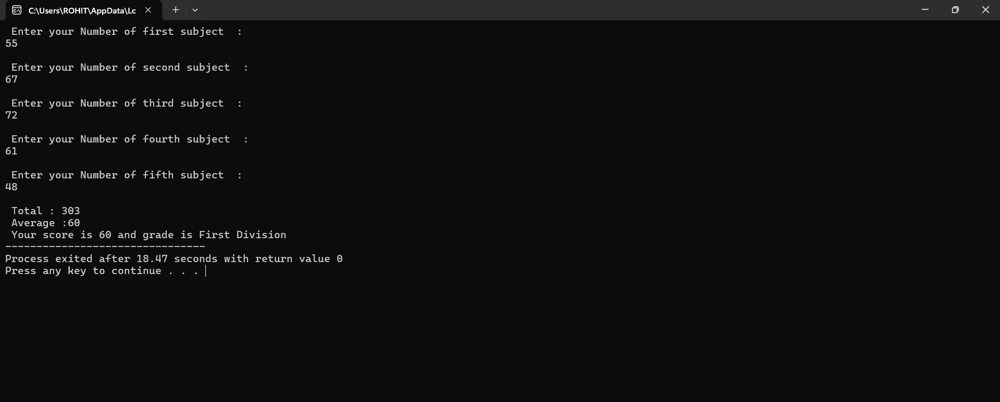 C:\Users\ROHIT\AppData\Lc
Enter your Number of first subject  :
55
Enter your Number of second subject  :
67
Enter your Number of third subject  :
72
Enter your Number of fourth subject  :
61
Enter your Number of fifth subject  :
48
Total : 303
Average :60
Your score is 60 and grade is First Division
--------------------------------
Process exited after 18.47 seconds with return value 0
Press any key to continue . . .